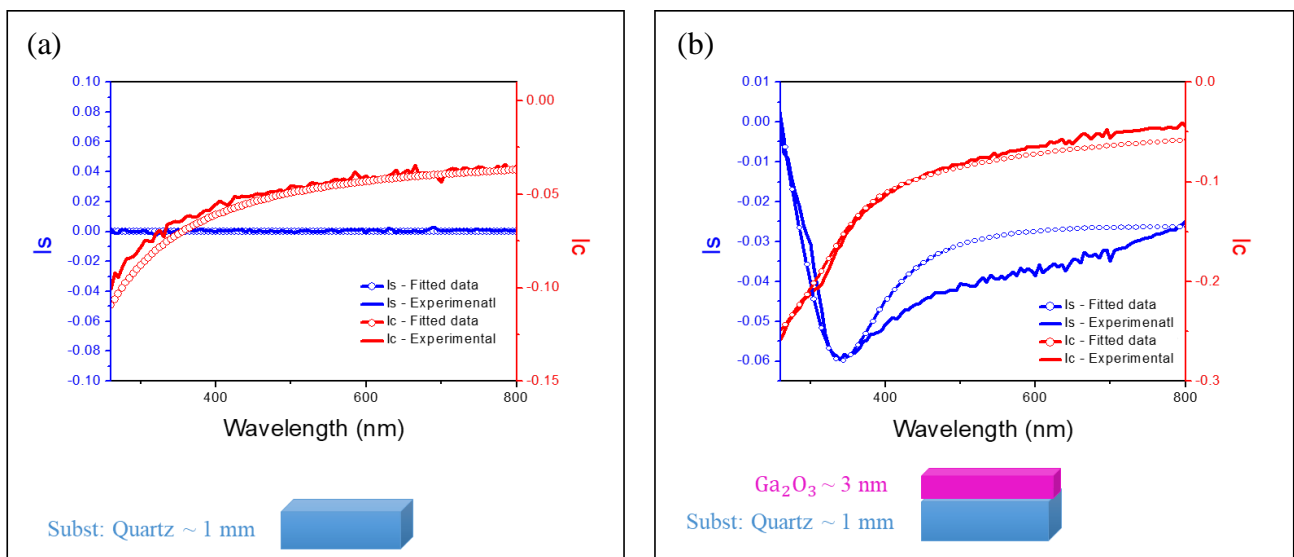 (a)
0.10
0.08
0.06
0.04
0.02
0.00
-0.02
-0.04
-0.06
-0.08
-0.10
Is
0.00
-0.05
-0.10
-0.15
Ic
Is - Fitted data
Is - Experimenatl
Ic - Fitted data
Ic - Experimental
400
600
800
Wavelength (nm)
Subst: Quartz ~ 1 mm
(b)
0.01
0.00
-0.01
-0.02
-0.03
-0.04
-0.05
-0.06
Is
0.0
-0.1
-0.2
-0.3
Ic
Is - Fitted data
Is - Experimenatl
Ic - Fitted data
Ic - Experimental
400
600
800
Wavelength (nm)
Ga₂O₃ ~ 3 nm
Subst: Quartz ~ 1 mm